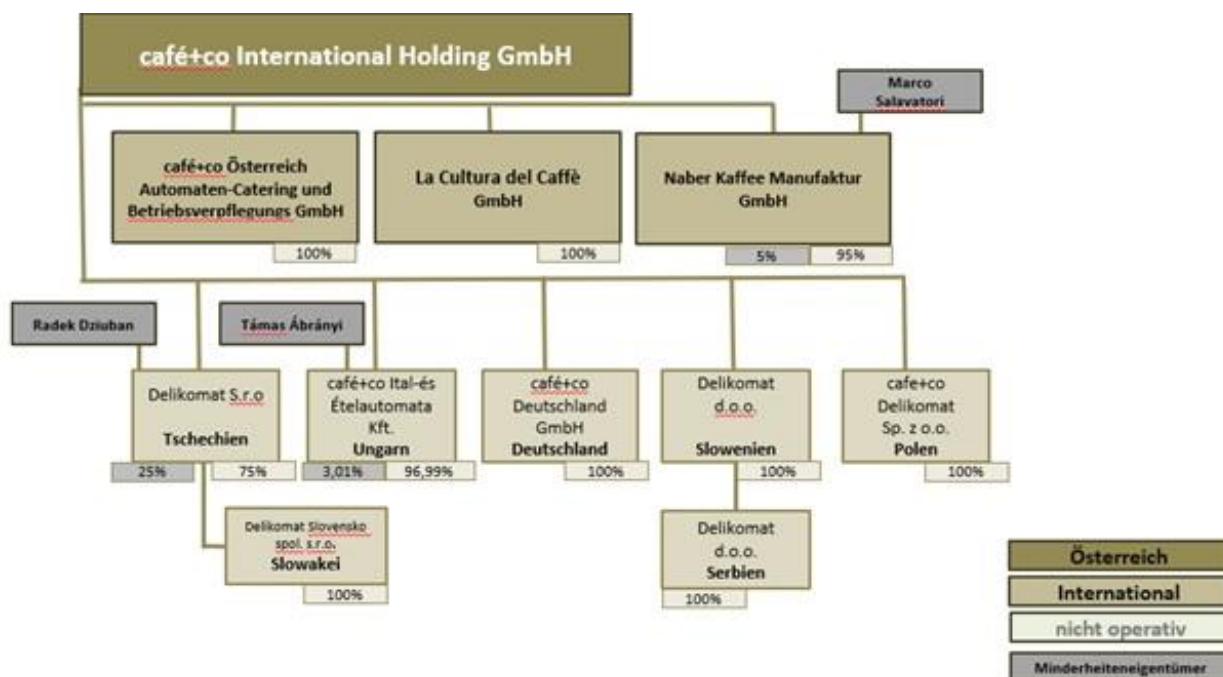 café+co International Holding GmbH
Marco
Salavatori
café+co Österreich
Automaten-Catering und
Betriebsverpflegungs GmbH
100%
La Cultura del Caffè
GmbH
100%
Naber Kaffee Manufaktur
GmbH
5%
95%
Radek Dziuban
Támas Ábrányi
Delikomat S.r.o
Tschechien
25%
75%
café+co Ital-és
Ételautomata
Kft.
Ungarn
3,01%
96,99%
café+co
Deutschland
GmbH
Deutschland
100%
Delikomat
d.o.o.
Slowenien
100%
cafe+co
Delikomat
Sp. z o.o.
Polen
100%
Delikomat Slovensko
spol. s.r.o.
Slowakei
100%
Delikomat
d.o.o.
Serbien
100%
Österreich
International
nicht operativ
Minderheiteneigentümer